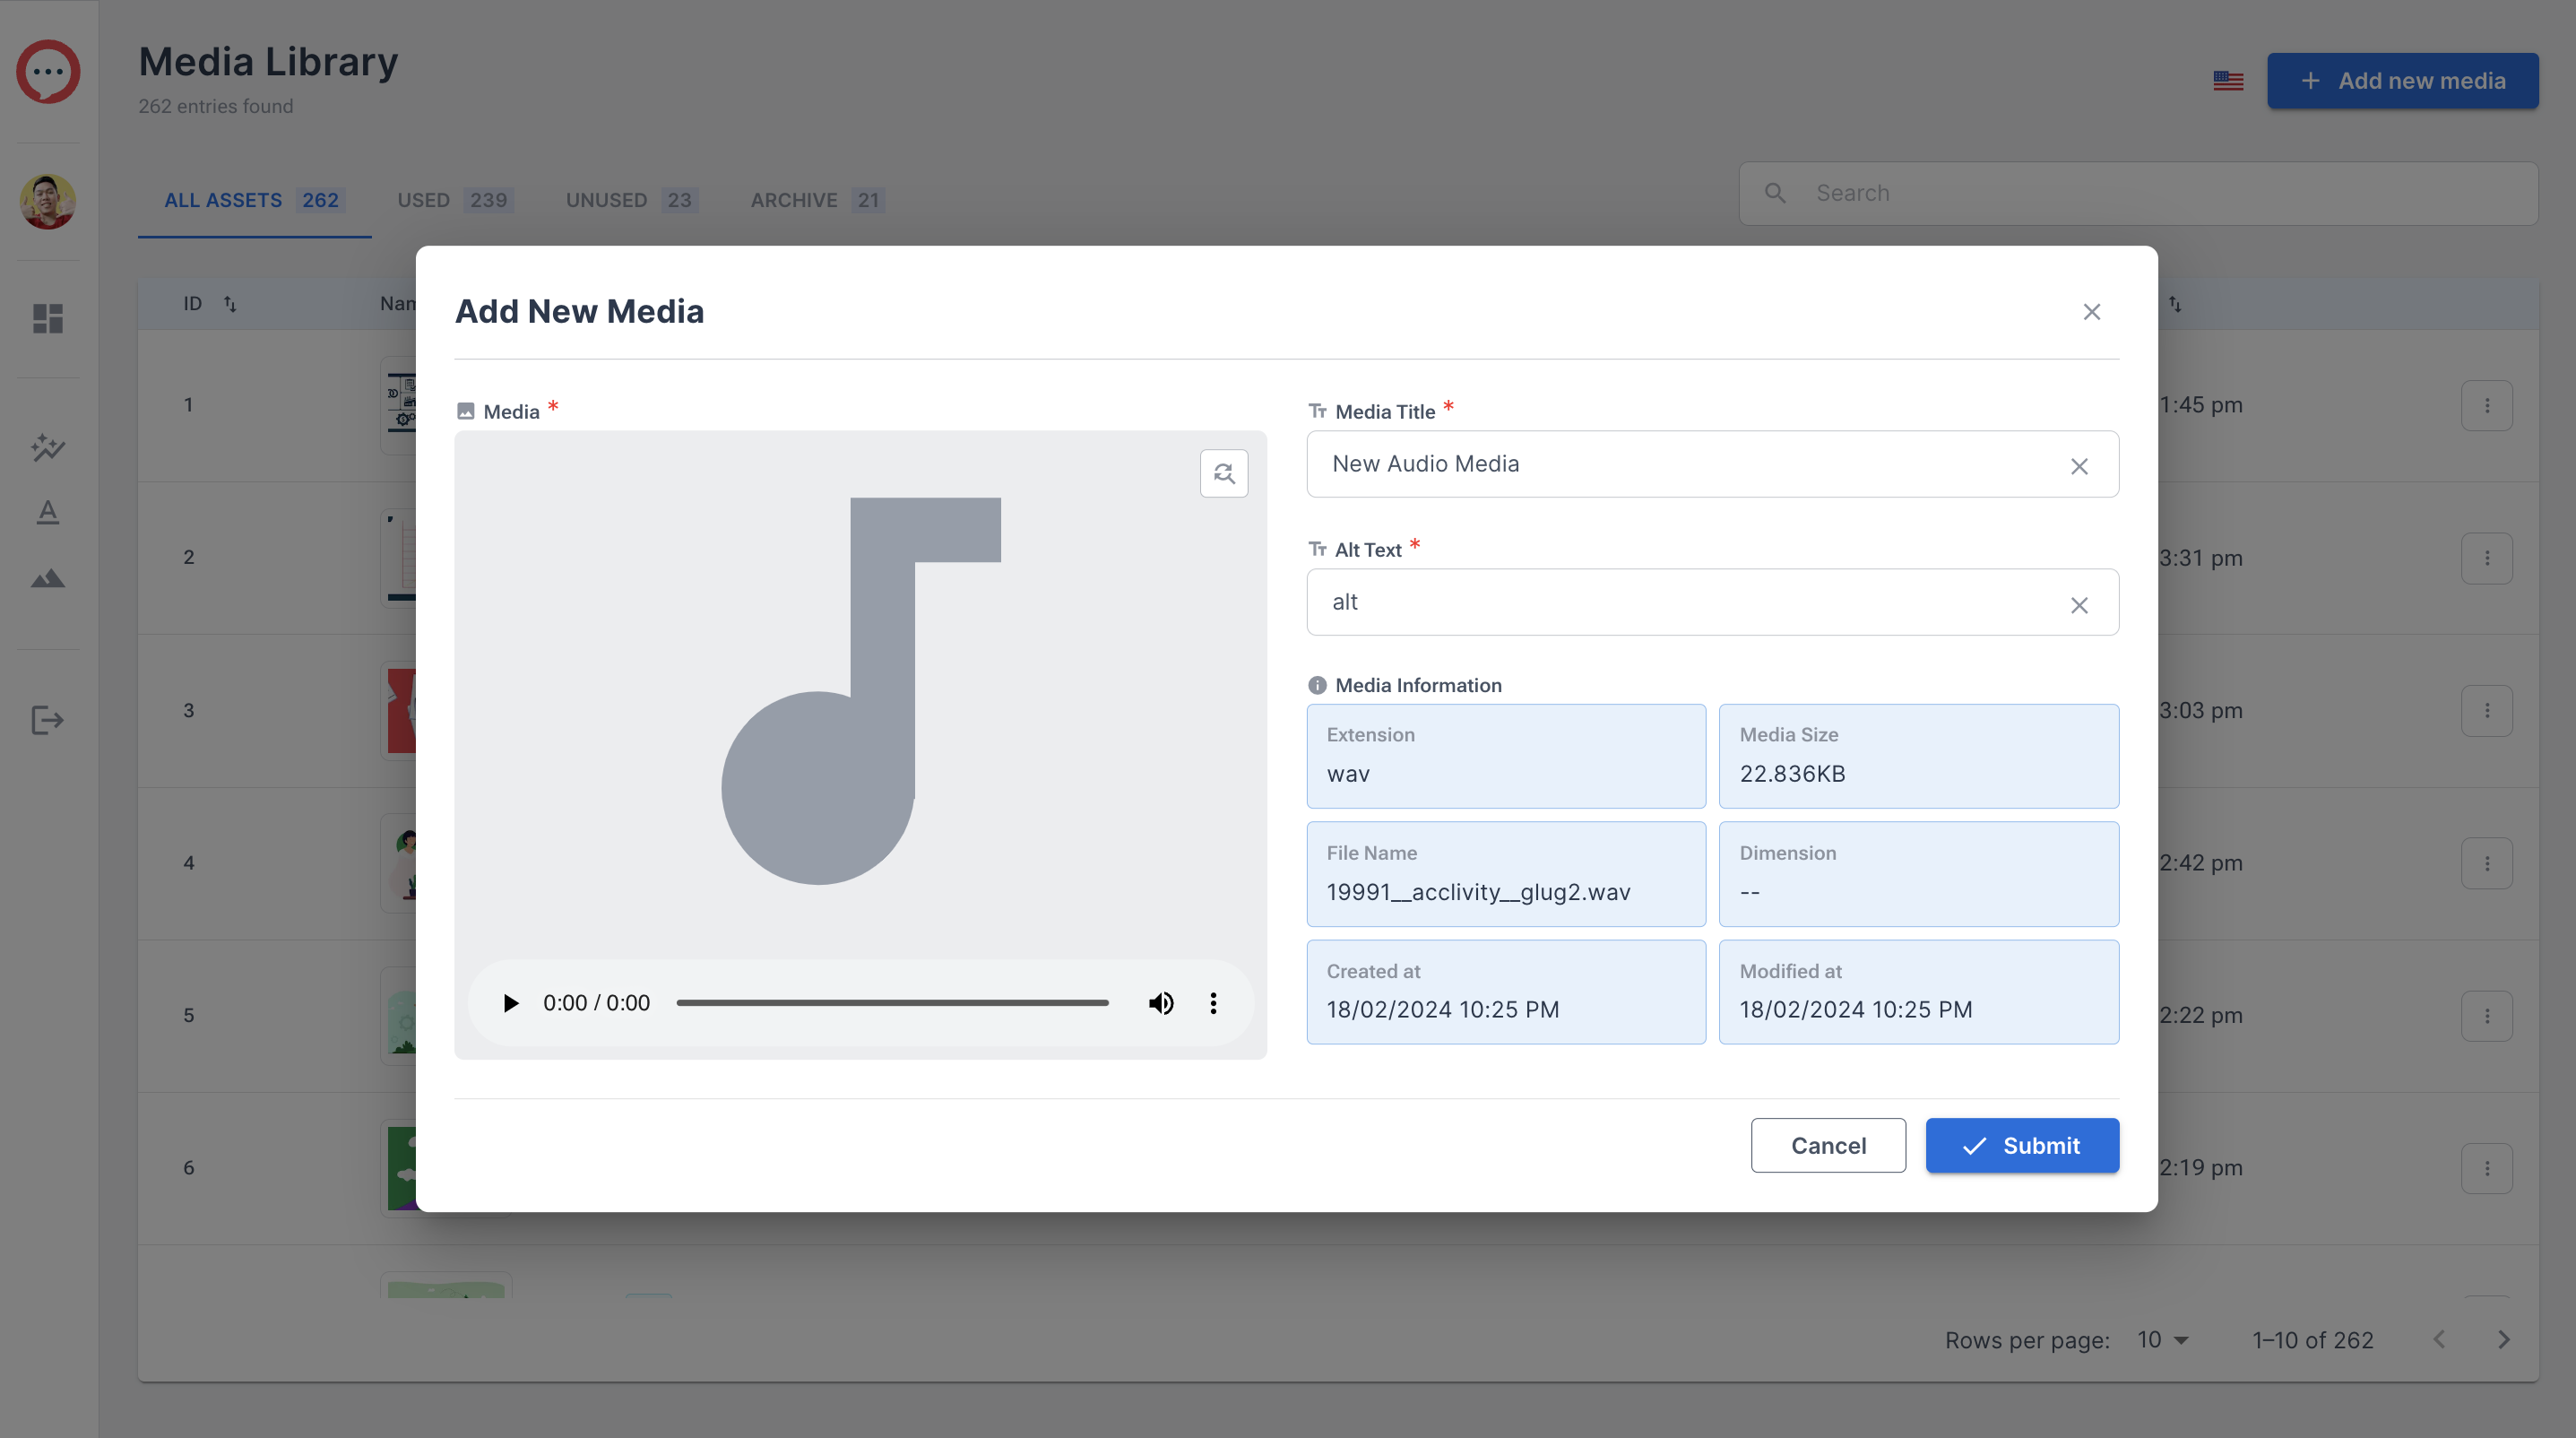 Media Library
262 entries found
Add new media
ALL ASSETS 262 USED 239 UNUSED 23 ARCHIVE 21
Search
ID
1
1:45 pm
2
3:31 pm
3
3:03 pm
4
2:42 pm
5
2:22 pm
6
2:19 pm
Rows per page: 10 1–10 of 262
Add New Media
Media *
0:00 / 0:00
Media Title *
New Audio Media
Alt Text *
alt
Media Information
Extension
wav
Media Size
22.836KB
File Name
19991__acclivity__glug2.wav
Dimension
--
Created at
18/02/2024 10:25 PM
Modified at
18/02/2024 10:25 PM
Cancel
Submit